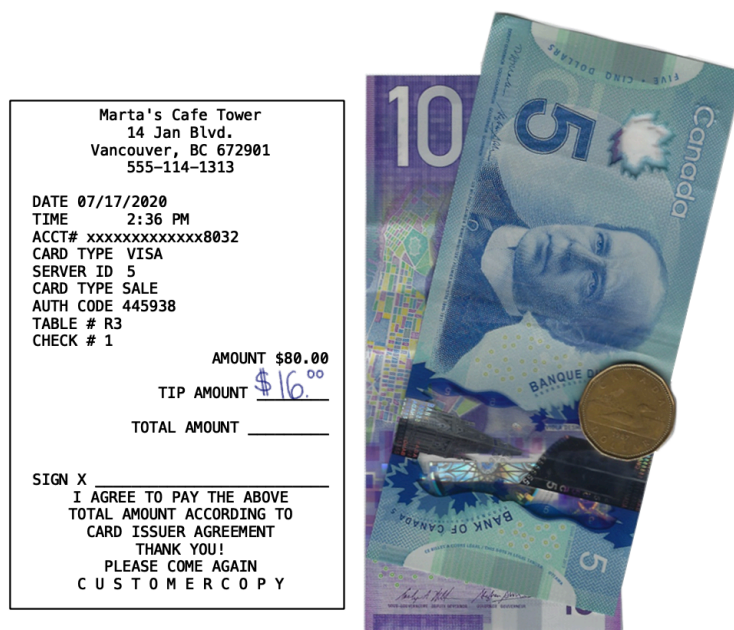 Marta's Cafe Tower
14 Jan Blvd.
Vancouver, BC 672901
555-114-1313
DATE 07/17/2020
TIME 2:36 PM
ACCT# xxxxxxxxxxxxx8032
CARD TYPE VISA
SERVER ID 5
CARD TYPE SALE
AUTH CODE 445938
TABLE # R3
CHECK # 1
AMOUNT $80.00
TIP AMOUNT $16.00
TOTAL AMOUNT
SIGN X
I AGREE TO PAY THE ABOVE
TOTAL AMOUNT ACCORDING TO
CARD ISSUER AGREEMENT
THANK YOU!
PLEASE COME AGAIN
C U S T O M E R C O P Y
10
FIVE • CINQ DOLLARS
5
Canada
BANQUE
BANK OF CANADA
5